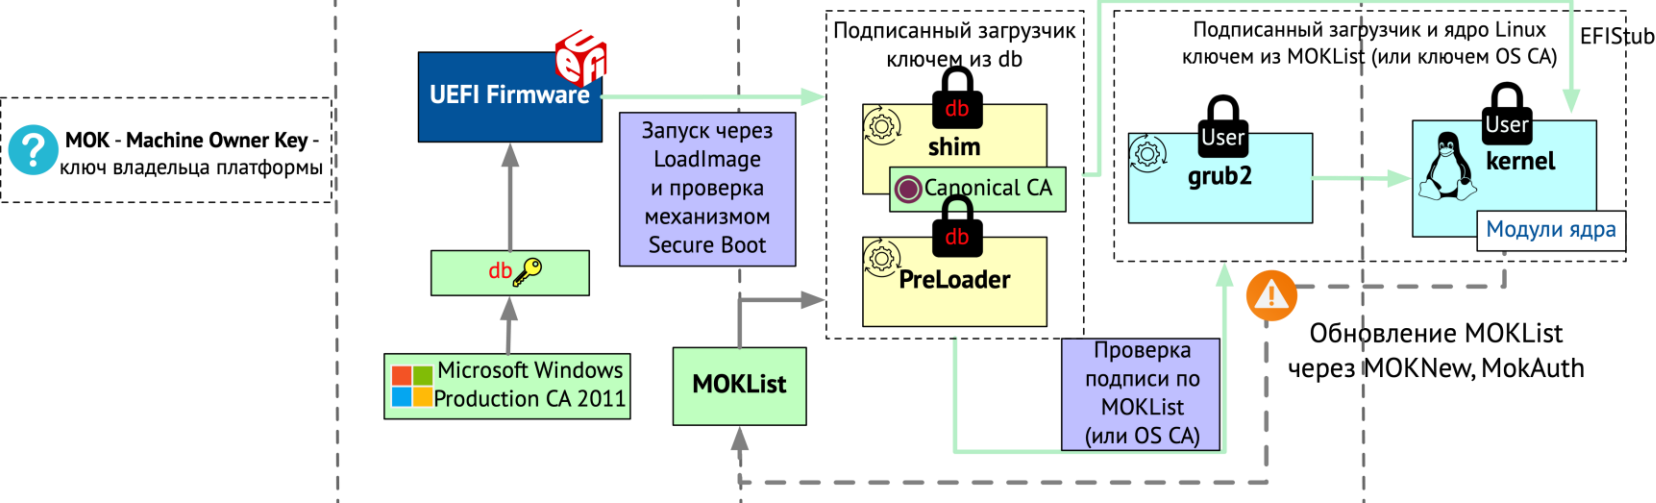 MOK - Machine Owner Key -
ключ владельца платформы
UEFI Firmware
uefi
db
Microsoft Windows
Production CA 2011
Запуск через
LoadImage
и проверка
механизмом
Secure Boot
MOKList
Подписанный загрузчик
ключем из db
db
shim
Canonical CA
db
PreLoader
Проверка
подписи по
MOKList
(или OS CA)
Подписанный загрузчик и ядро Linux
ключем из MOKList (или ключем OS CA)
EFIStub
User
grub2
User
kernel
Модули ядра
Обновление MOKList
через MOKNew, MokAuth